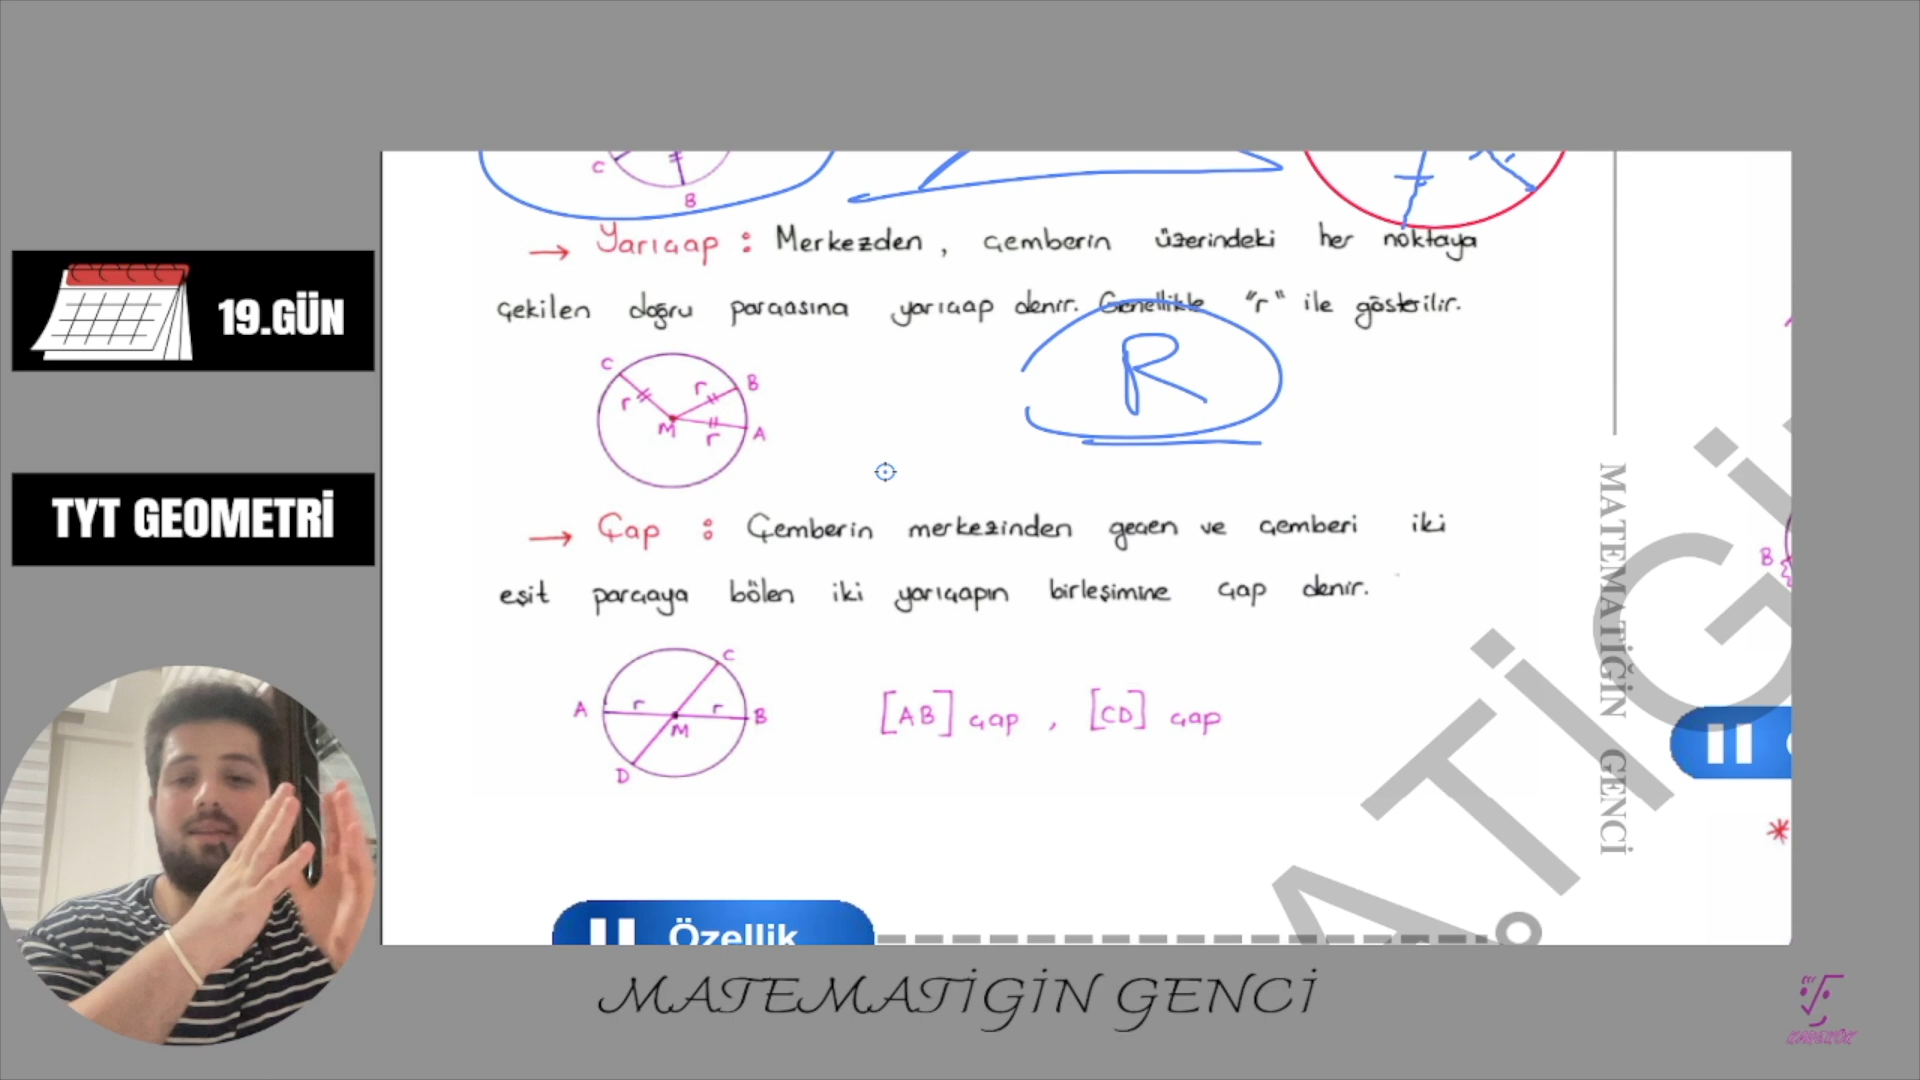 C
B
→ Yarıçap : Merkezden , çemberin üzerindeki her noktaya
çekilen doğru parçasına yarıçap denir. Genellikle "r" ile gösterilir.
R
C
B
r
r
M
r
A
→ Çap : Çemberin merkezinden geçen ve çemberi iki
eşit parçaya bölen iki yarıçapın birleşimine çap denir.
C
A
r
r
B
M
D
[AB] çap , [CD] çap
Özellik
19.GÜN
TYT GEOMETRİ
MATEMATİĞİN GENCİ
B
*
MATEMATİGİN GENCİ